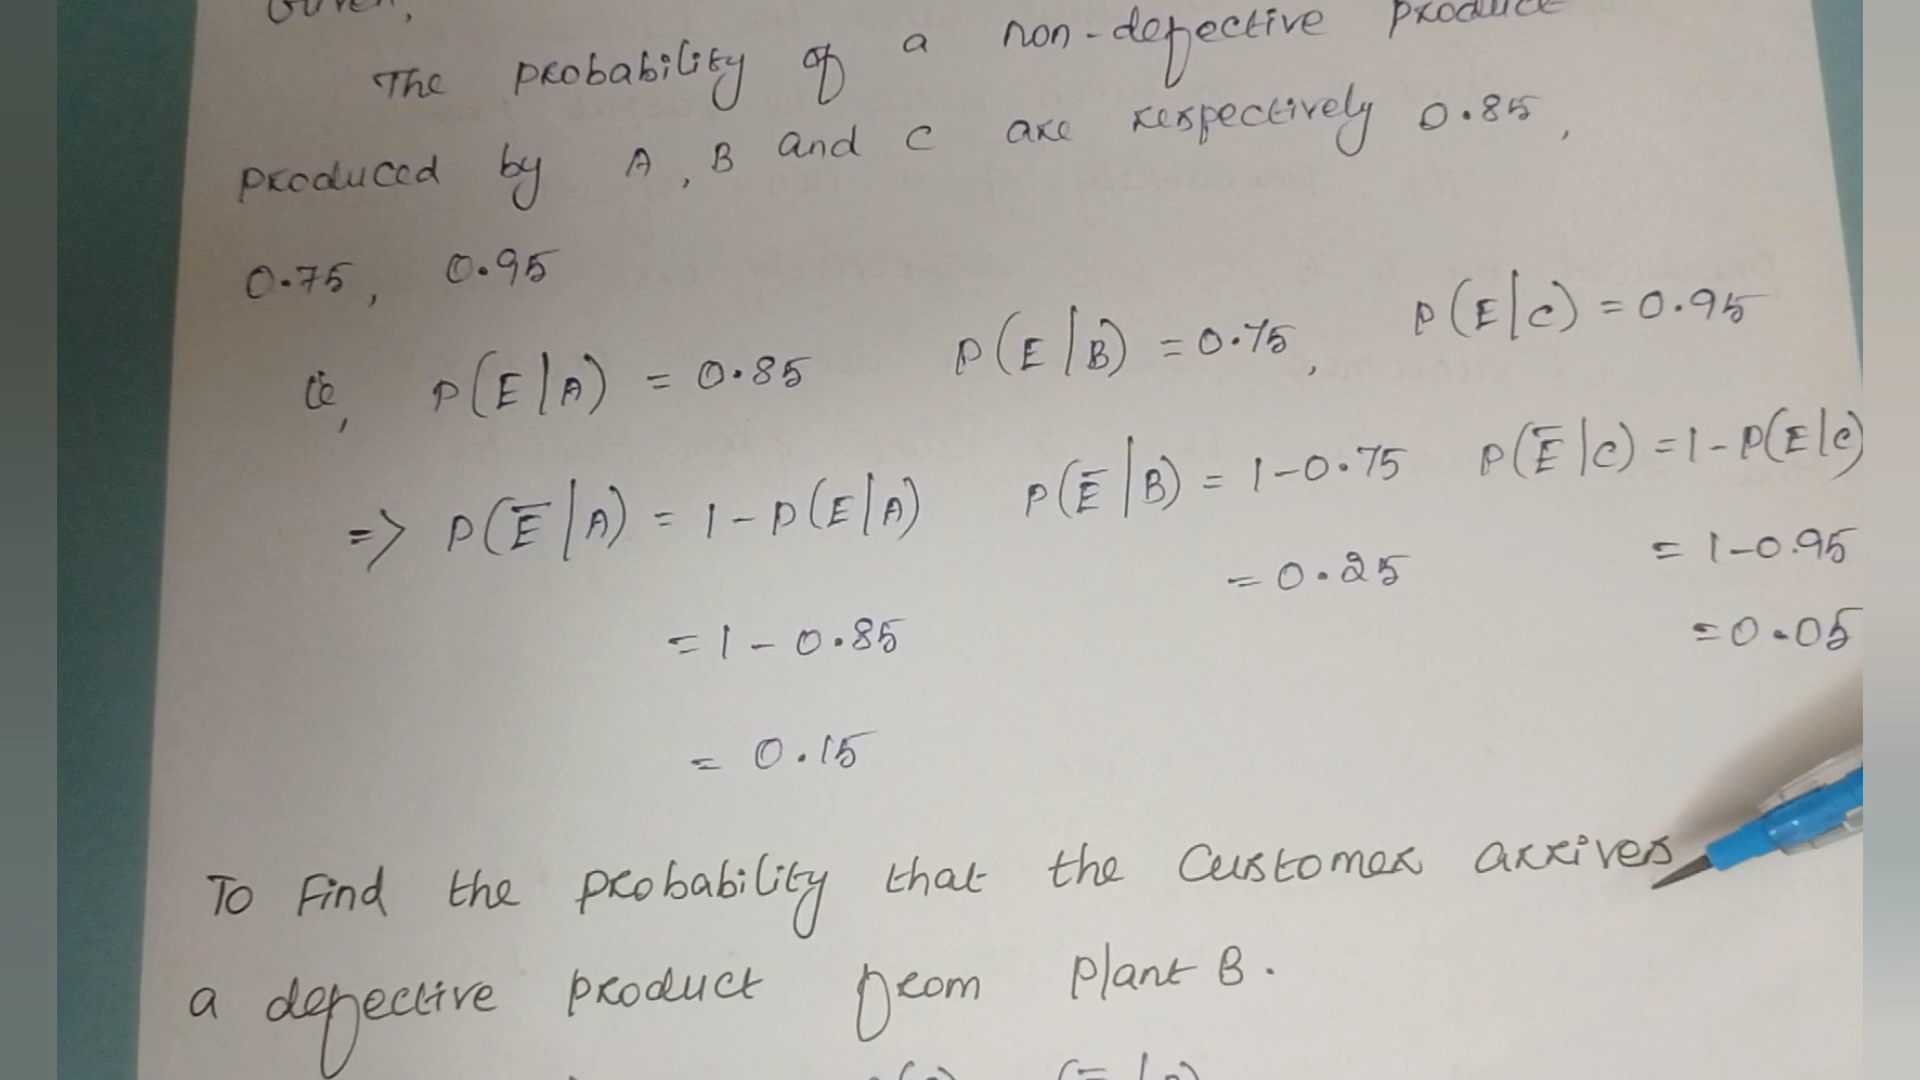 Given,
The probability of a non-defective product
produced by A, B and C are respectively 0.85,
0.75, 0.95
ie, P(E|A) = 0.85 P(E|B) = 0.75, P(E|C) = 0.95
=> P(Ē|A) = 1 - P(E|A) P(Ē|B) = 1-0.75 P(Ē|C) = 1-P(E|C)
= 0.25 = 1-0.95
= 1 - 0.85 = 0.05
= 0.15
To Find the probability that the Customer arrives
a defective product from Plant B.